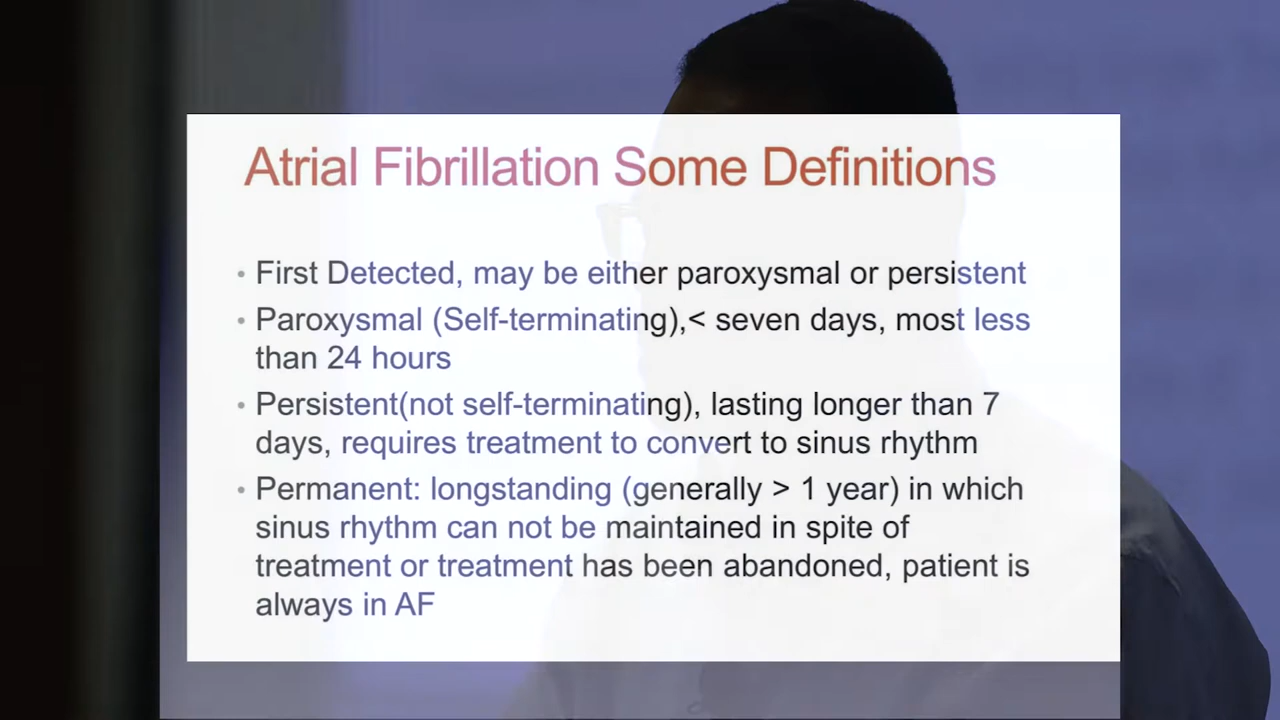 Atrial Fibrillation Some Definitions
• First Detected, may be either paroxysmal or persistent
• Paroxysmal (Self-terminating),< seven days, most less
than 24 hours
• Persistent(not self-terminating), lasting longer than 7
days, requires treatment to convert to sinus rhythm
• Permanent: longstanding (generally > 1 year) in which
sinus rhythm can not be maintained in spite of
treatment or treatment has been abandoned, patient is
always in AF